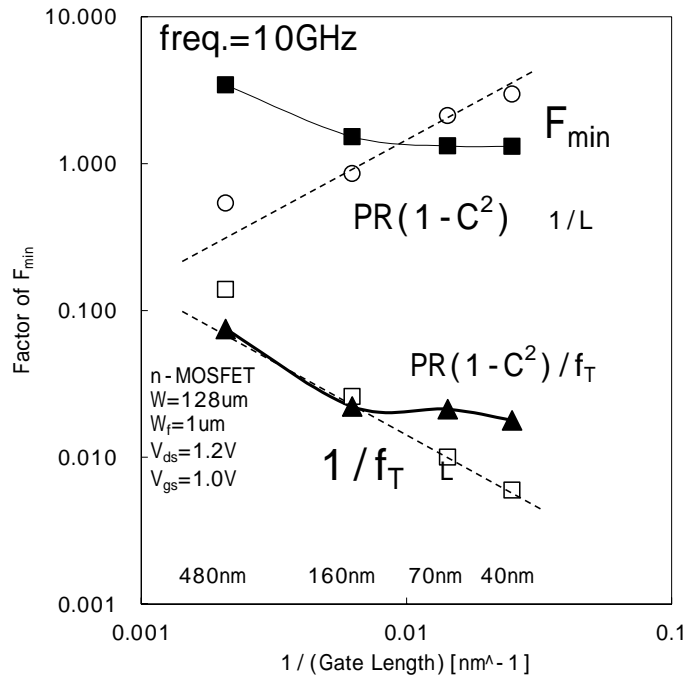 10.000
freq.=10GHz
1.000
F_min
PR(1-C²) 1/L
Factor of F_min
0.100
PR(1-C²)/f_T
n-MOSFET
W=128um
W_f=1um
V_ds=1.2V
V_gs=1.0V
0.010
1/f_T L
480nm 160nm 70nm 40nm
0.001
0.001 0.01 0.1
1/(Gate Length) [nm^-1]